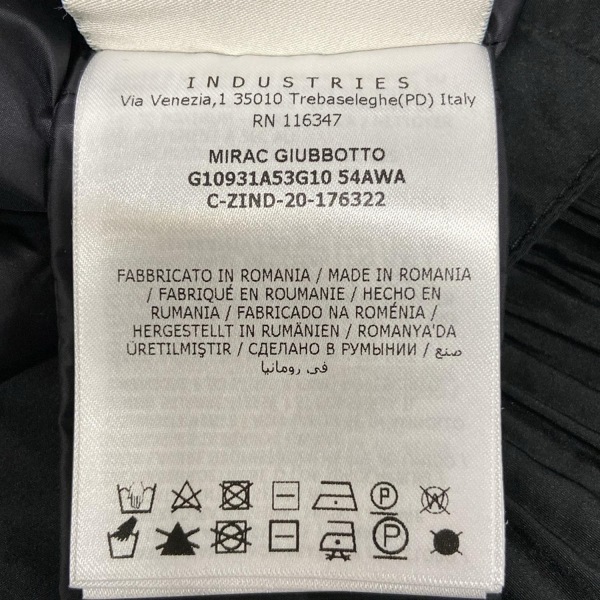 INDUSTRIES
Via Venezia,1 35010 Trebaseleghe(PD) Italy
RN 116347
MIRAC GIUBBOTTO
G10931A53G10 54AWA
C-ZIND-20-176322
FABBRICATO IN ROMANIA / MADE IN ROMANIA
/ FABRIQUÉ EN ROUMANIE / HECHO EN
RUMANIA / FABRICADO NA ROMÉNIA /
HERGESTELLT IN RUMÄNIEN / ROMANYA'DA
ÜRETILMIŞTIR / СДЕЛАНО В РУМЫНИИ / صنع
في رومانيا
P W
P